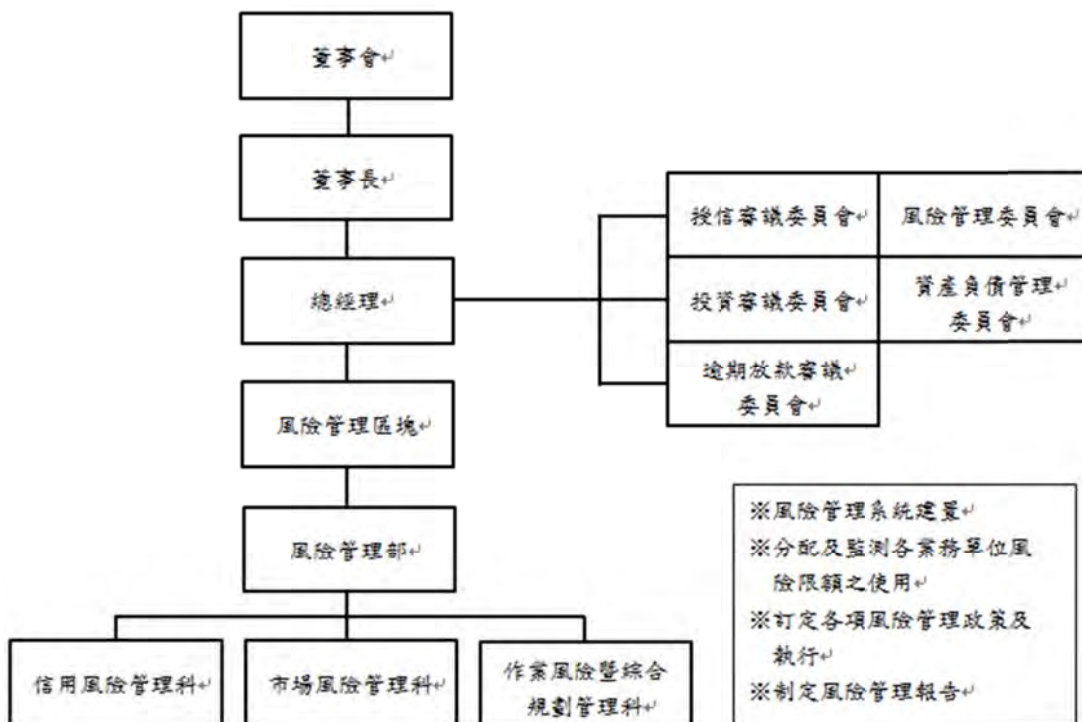 董事會
董事長
總經理
授信審議委員會
風險管理委員會
投資審議委員會
資產負債管理
委員會
逾期放款審議
委員會
風險管理區塊
風險管理部
信用風險管理科
市場風險管理科
作業風險暨綜合
規劃管理科
※風險管理系統建置
※分配及監測各業務單位風
險限額之使用
※訂定各項風險管理政策及
執行
※制定風險管理報告